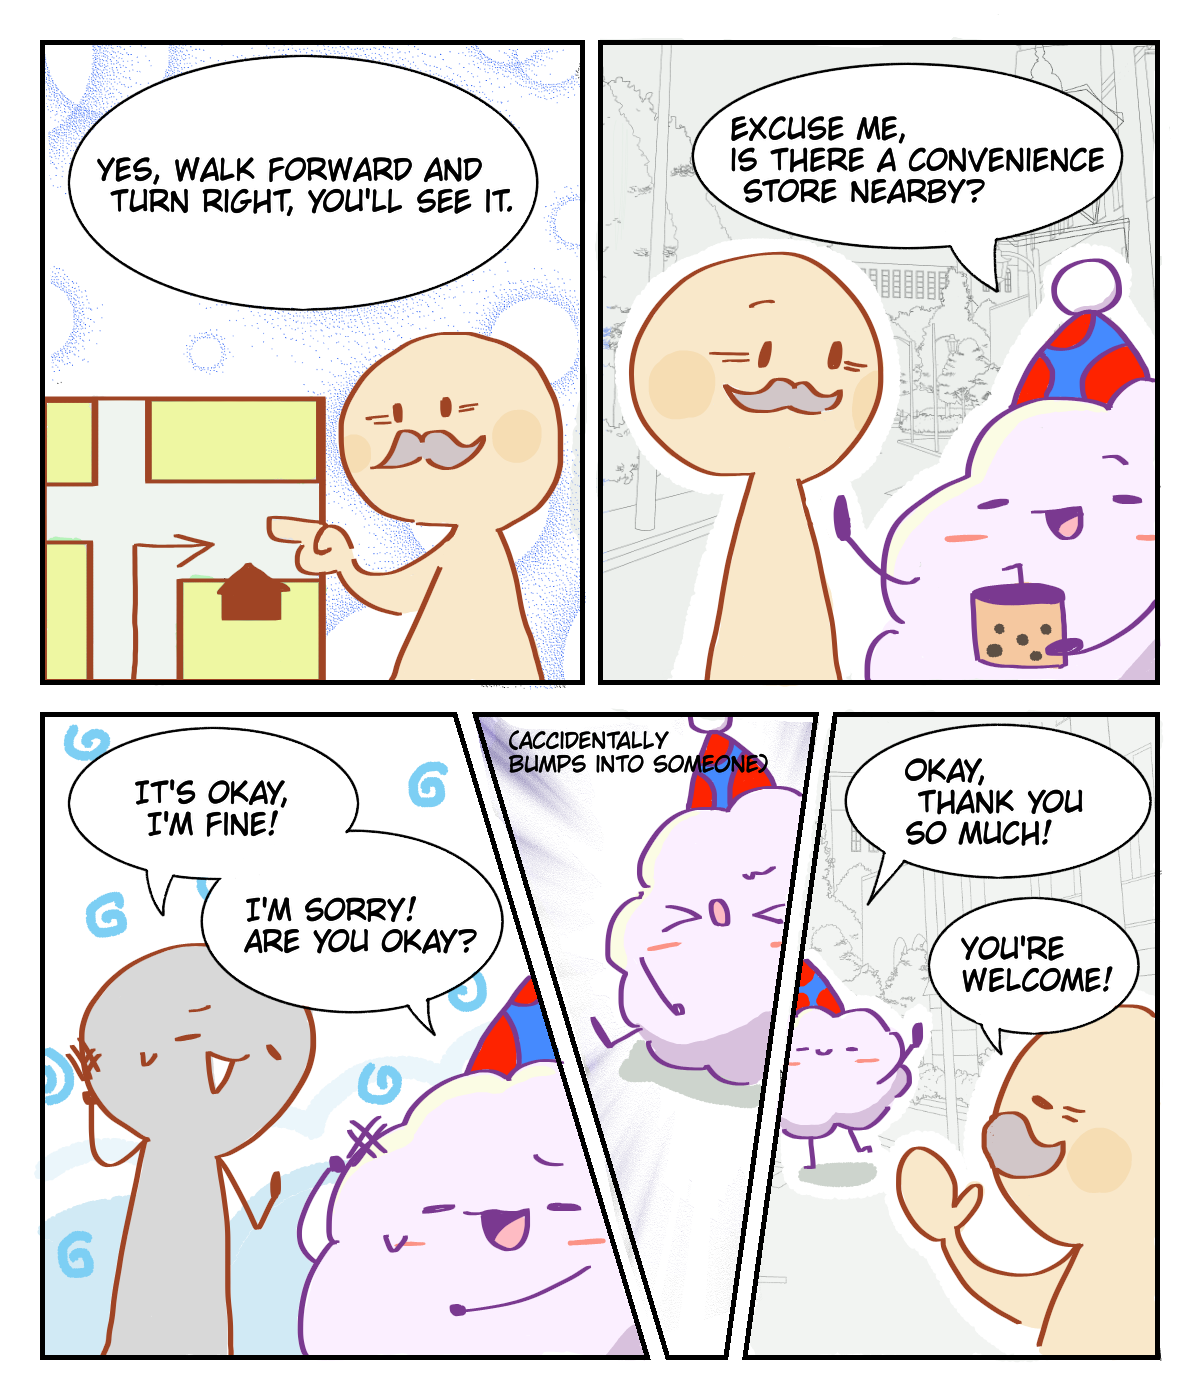 EXCUSE ME,
IS THERE A CONVENIENCE
STORE NEARBY?
YES, WALK FORWARD AND
TURN RIGHT, YOU'LL SEE IT.
OKAY,
THANK YOU
SO MUCH!
YOU'RE
WELCOME!
(ACCIDENTALLY
BUMPS INTO SOMEONE)
I'M SORRY!
ARE YOU OKAY?
IT'S OKAY,
I'M FINE!